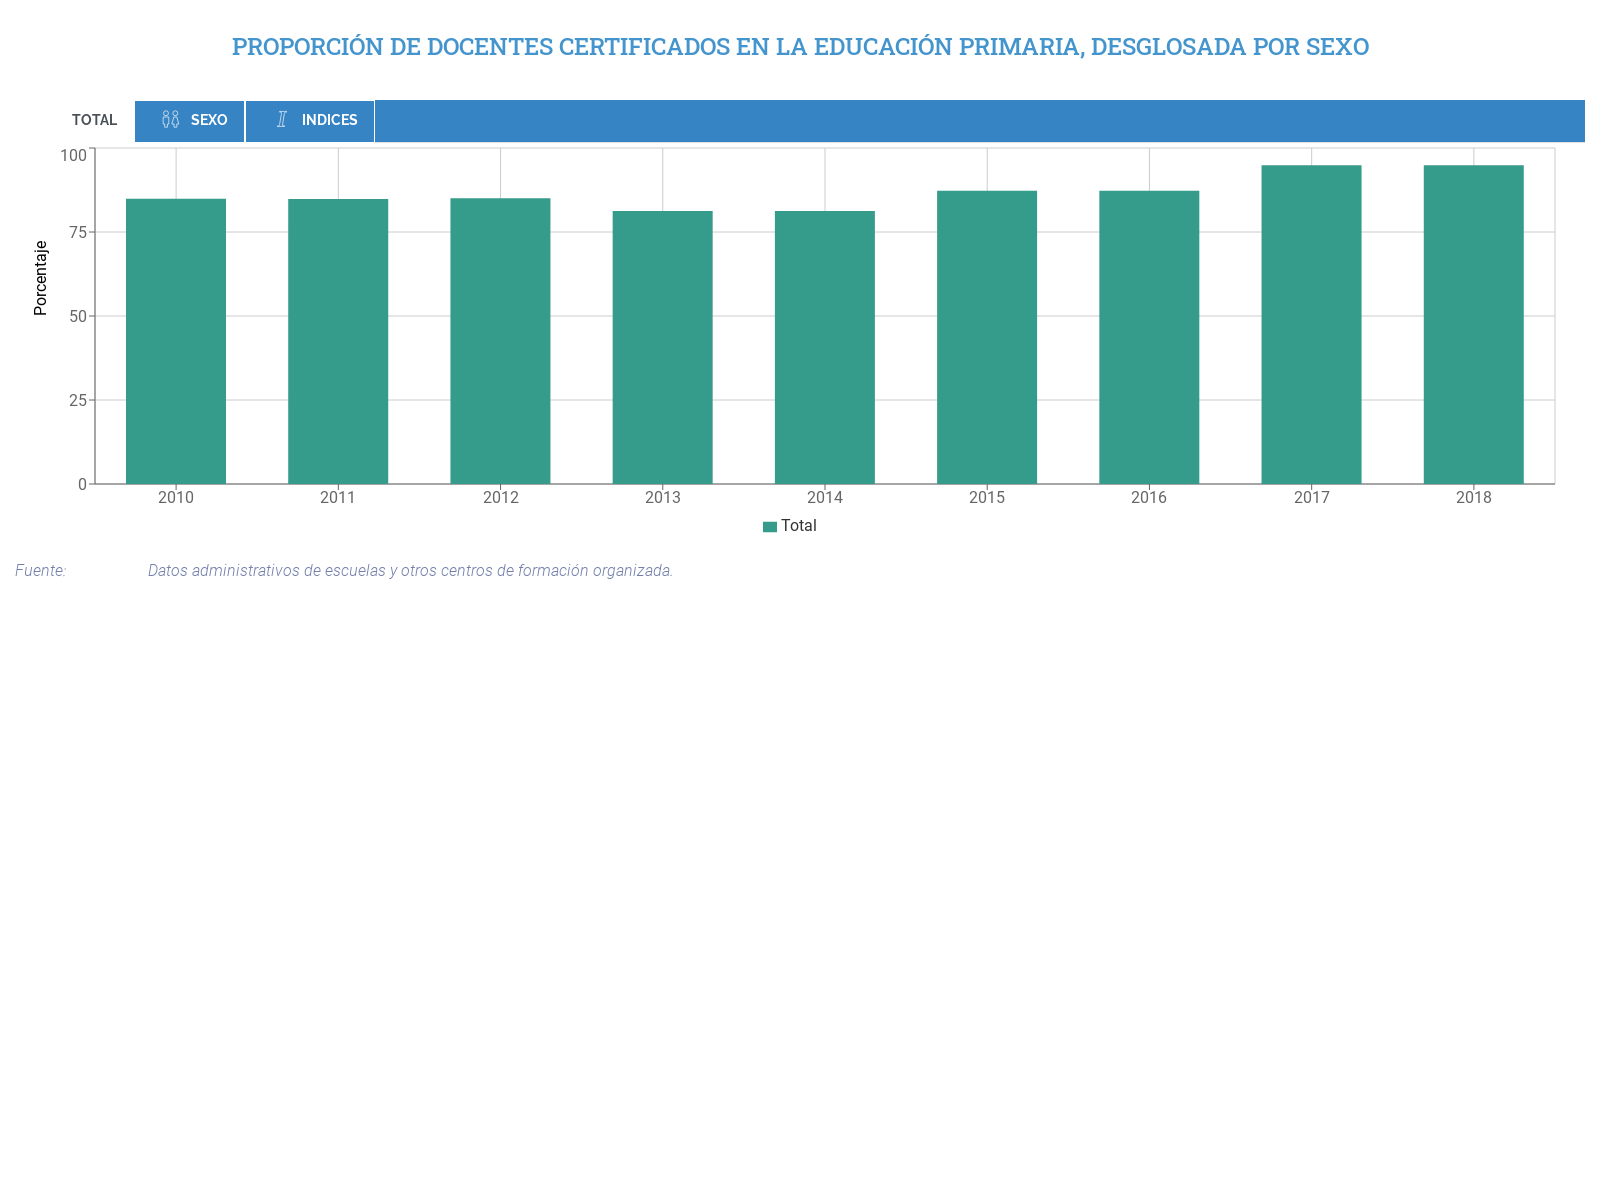 PROPORCIÓN DE DOCENTES CERTIFICADOS EN LA EDUCACIÓN PRIMARIA, DESGLOSADA POR SEXO
TOTAL SEXO INDICES
100
75
50
25
0
Porcentaje
2010 2011 2012 2013 2014 2015 2016 2017 2018
Total
Fuente: Datos administrativos de escuelas y otros centros de formación organizada.